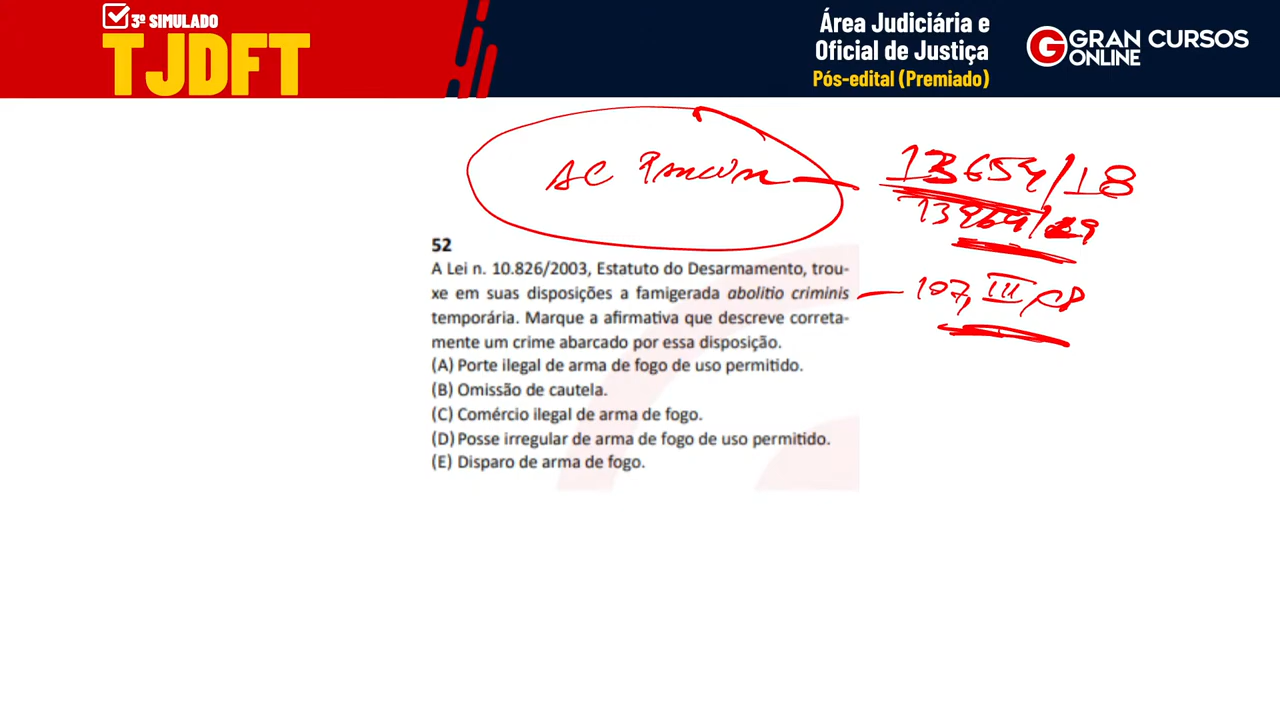 3º SIMULADO
TJDFT
Área Judiciária e
Oficial de Justiça
Pós-edital (Premiado)
GRAN CURSOS
ONLINE
AC
13654/18
13964/29
107, III, CP
52
A Lei n. 10.826/2003, Estatuto do Desarmamento, trou-
xe em suas disposições a famigerada abolitio criminis
temporária. Marque a afirmativa que descreve correta-
mente um crime abarcado por essa disposição.
(A) Porte ilegal de arma de fogo de uso permitido.
(B) Omissão de cautela.
(C) Comércio ilegal de arma de fogo.
(D) Posse irregular de arma de fogo de uso permitido.
(E) Disparo de arma de fogo.